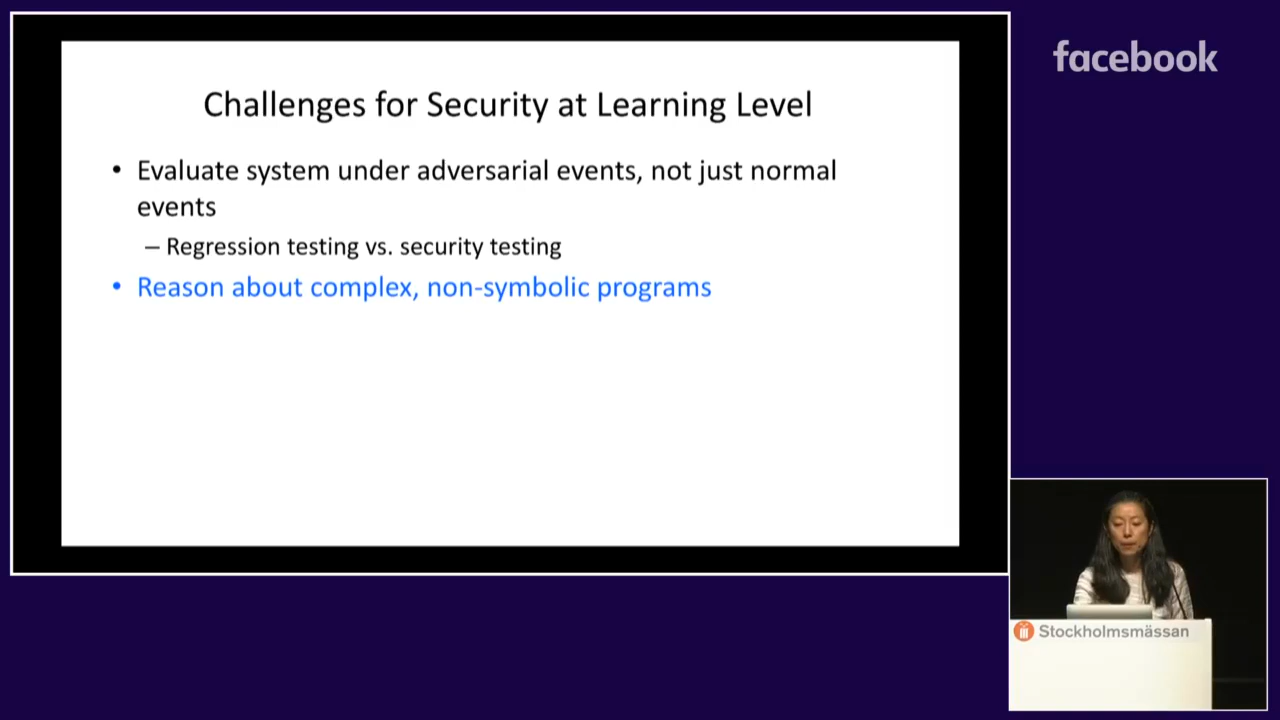 facebook
Challenges for Security at Learning Level
• Evaluate system under adversarial events, not just normal
events
– Regression testing vs. security testing
• Reason about complex, non-symbolic programs
Stockholmsmässan